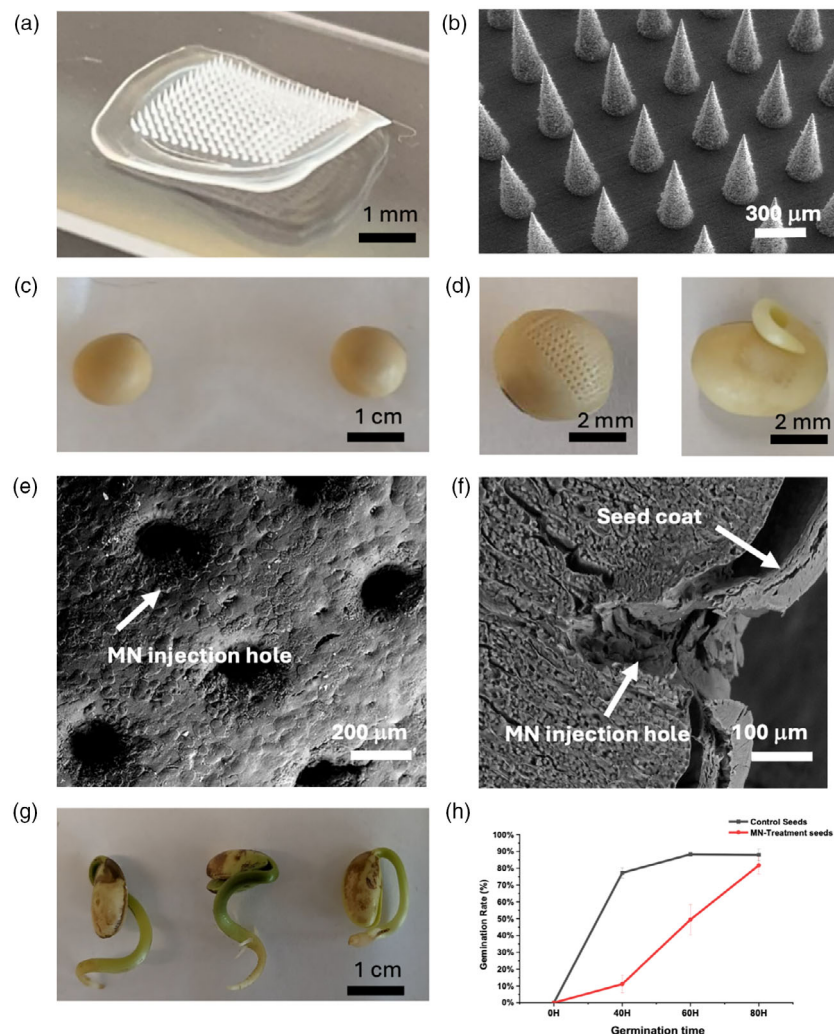 (a)
1 mm
(b)
300 μm
(c)
1 cm
(d)
2 mm
2 mm
(e)
MN injection hole
200 μm
(f)
Seed coat
MN injection hole
100 μm
(g)
1 cm
(h)
Control Seeds
MN-Treatment seeds
100%
90%
80%
70%
60%
50%
40%
30%
20%
10%
0%
Gemination Rate (%)
0H
40H
60H
80H
Germination time